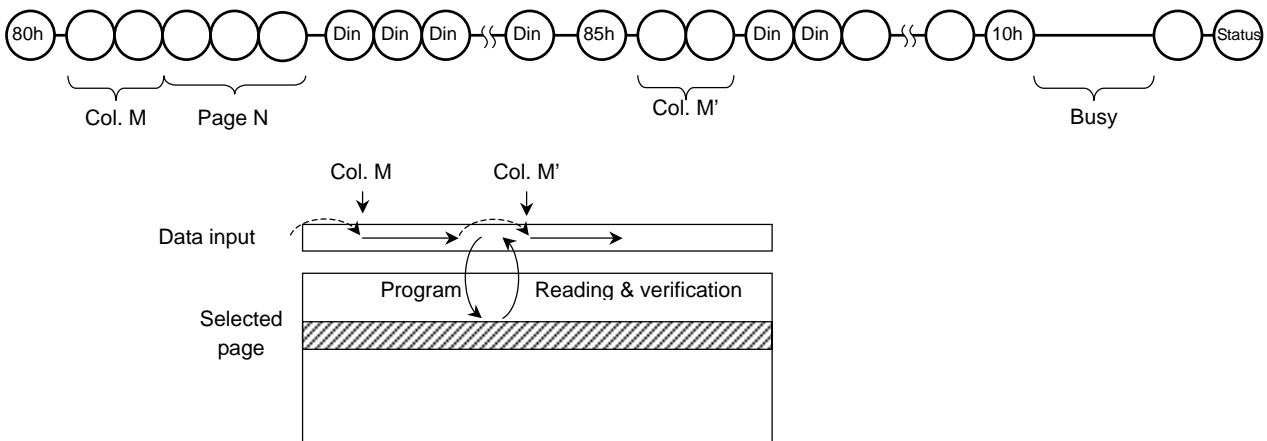 80h Din Din Din Din 85h Din Din 10h Status
Col. M Page N Col. M’ Busy
Col. M Col. M’
Data input
Program Reading & verification
Selected
page